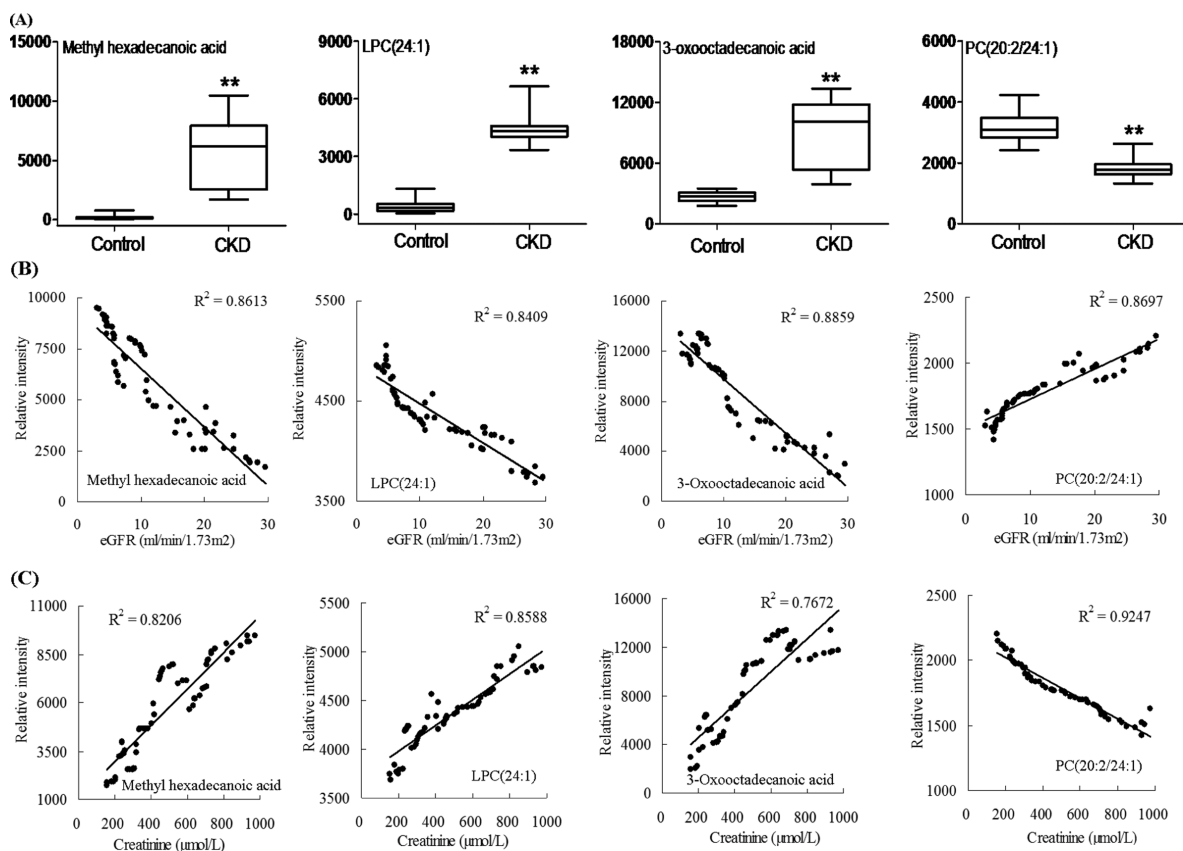 (A)
Methyl hexadecanoic acid
15000
10000
5000
0
**
Control CKD
LPC(24:1)
9000
6000
3000
0
**
Control CKD
3-oxooctadecanoic acid
18000
12000
6000
0
**
Control CKD
PC(20:2/24:1)
6000
4000
2000
0
**
Control CKD
(B)
Relative intensity
10000
7500
5000
2500
0
R² = 0.8613
Methyl hexadecanoic acid
0 10 20 30
eGFR (ml/min/1.73m2)
Relative intensity
5500
4500
3500
R² = 0.8409
LPC(24:1)
0 10 20 30
eGFR (ml/min/1.73m2)
Relative intensity
16000
12000
8000
4000
0
R² = 0.8859
3-Oxooctadecanoic acid
0 10 20 30
eGFR (ml/min/1.73m2)
Relative intensity
2500
2000
1500
1000
R² = 0.8697
PC(20:2/24:1)
0 10 20 30
eGFR (ml/min/1.73m2)
(C)
Relative intensity
11000
8500
6000
3500
1000
R² = 0.8206
Methyl hexadecanoic acid
0 200 400 600 800 1000
Creatinine (µmol/L)
Relative intensity
5500
5000
4500
4000
3500
R² = 0.8588
LPC(24:1)
0 200 400 600 800 1000
Creatinine (µmol/L)
Relative intensity
16000
12000
8000
4000
0
R² = 0.7672
3-Oxooctadecanoic acid
0 200 400 600 800 1000
Creatinine (µmol/L)
Relative intensity
2500
2000
1500
1000
R² = 0.9247
PC(20:2/24:1)
0 200 400 600 800 1000
Creatinine (µmol/L)